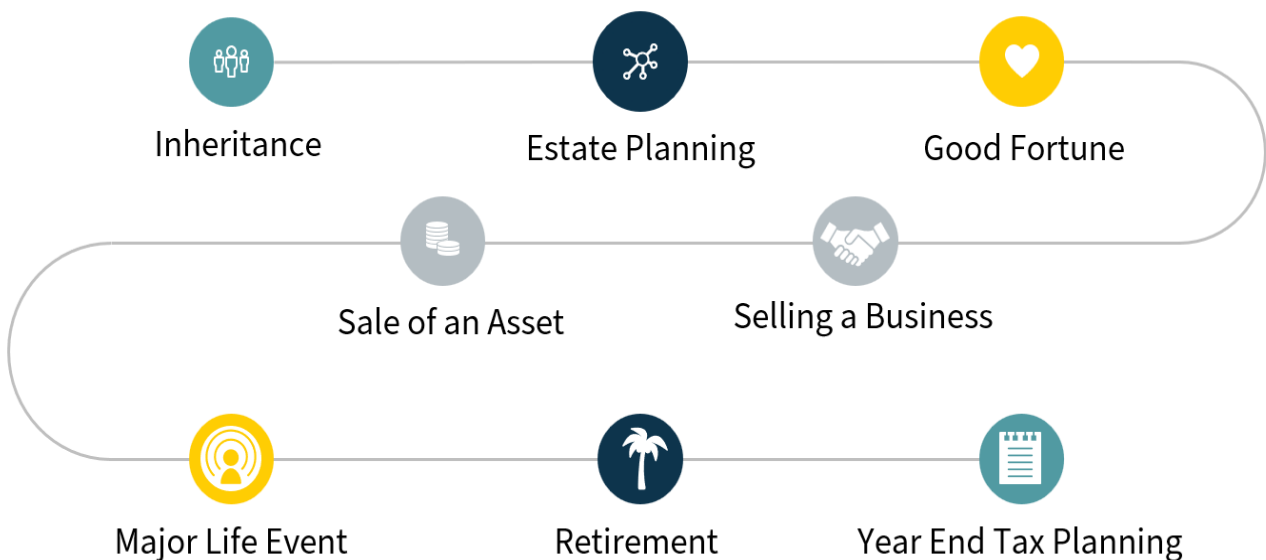 Inheritance
Estate Planning
Good Fortune
Sale of an Asset
Selling a Business
Major Life Event
Retirement
Year End Tax Planning